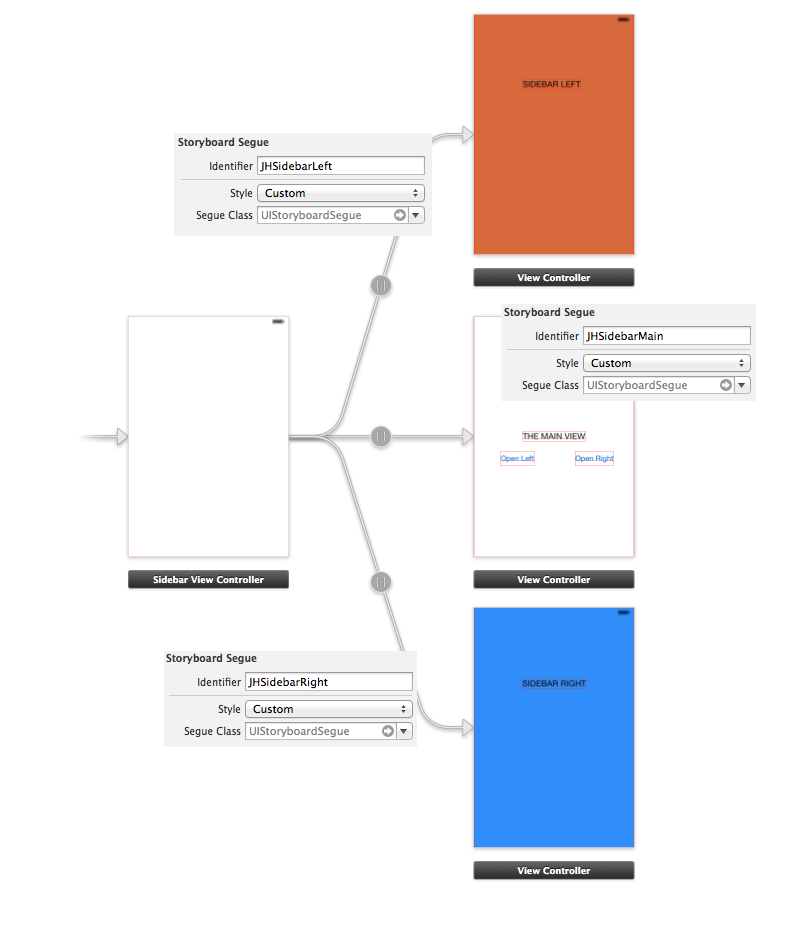 SIDEBAR LEFT
Storyboard Segue
Identifier JHSidebarLeft
Style Custom
Segue Class UIStoryboardSegue
View Controller
Storyboard Segue
Identifier JHSidebarMain
Style Custom
Segue Class UIStoryboardSegue
THE MAIN VIEW
Open Left Open Right
Sidebar View Controller
View Controller
Storyboard Segue
Identifier JHSidebarRight
Style Custom
Segue Class UIStoryboardSegue
SIDEBAR RIGHT
View Controller